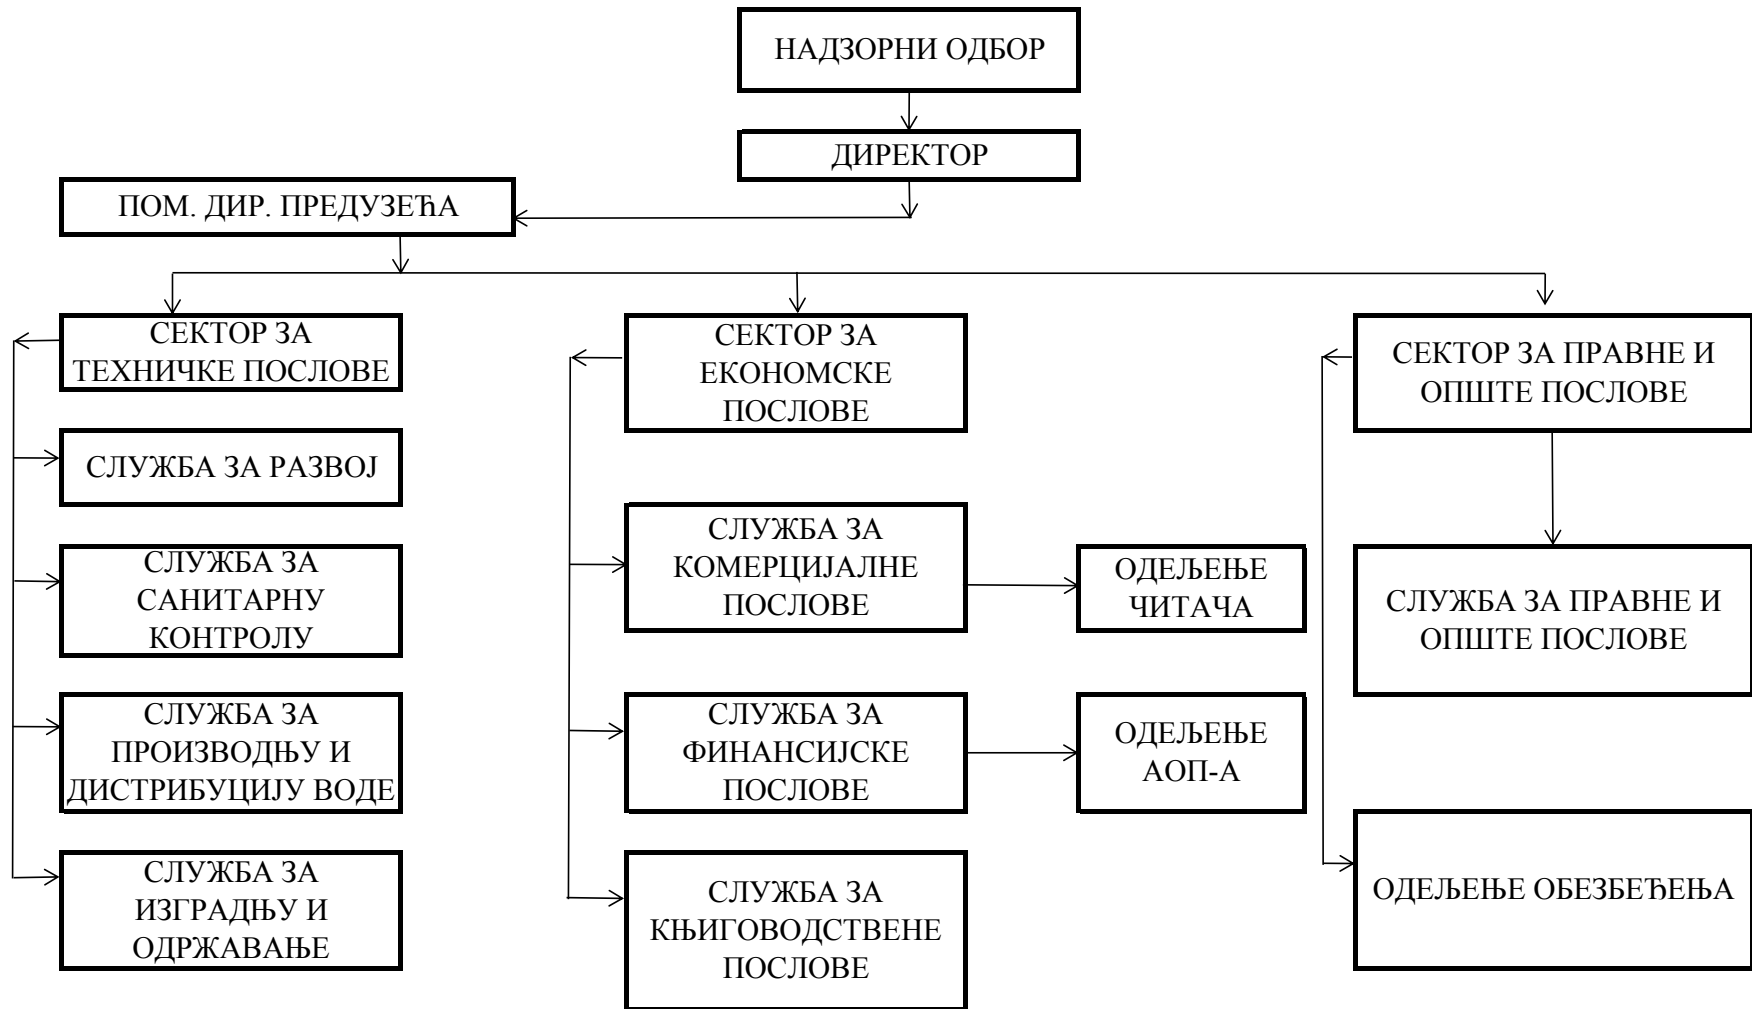 НАДЗОРНИ ОДБОР
ДИРЕКТОР
ПОМ. ДИР. ПРЕДУЗЕЋА
СЕКТОР ЗА
ТЕХНИЧКЕ ПОСЛОВЕ
СЕКТОР ЗА
ЕКОНОМСКЕ
ПОСЛОВЕ
СЕКТОР ЗА ПРАВНЕ И
ОПШТЕ ПОСЛОВЕ
СЛУЖБА ЗА РАЗВОЈ
СЛУЖБА ЗА
САНИТАРНУ
КОНТРОЛУ
СЛУЖБА ЗА
КОМЕРЦИЈАЛНЕ
ПОСЛОВЕ
ОДЕЉЕЊЕ
ЧИТАЧА
СЛУЖБА ЗА ПРАВНЕ И
ОПШТЕ ПОСЛОВЕ
СЛУЖБА ЗА
ПРОИЗВОДЊУ И
ДИСТРИБУЦИЈУ ВОДЕ
СЛУЖБА ЗА
ФИНАНСИЈСКЕ
ПОСЛОВЕ
ОДЕЉЕЊЕ
АОП-А
СЛУЖБА ЗА
ИЗГРАДЊУ И
ОДРЖАВАЊЕ
СЛУЖБА ЗА
КЊИГОВОДСТВЕНЕ
ПОСЛОВЕ
ОДЕЉЕЊЕ ОБЕЗБЕЂЕЊА